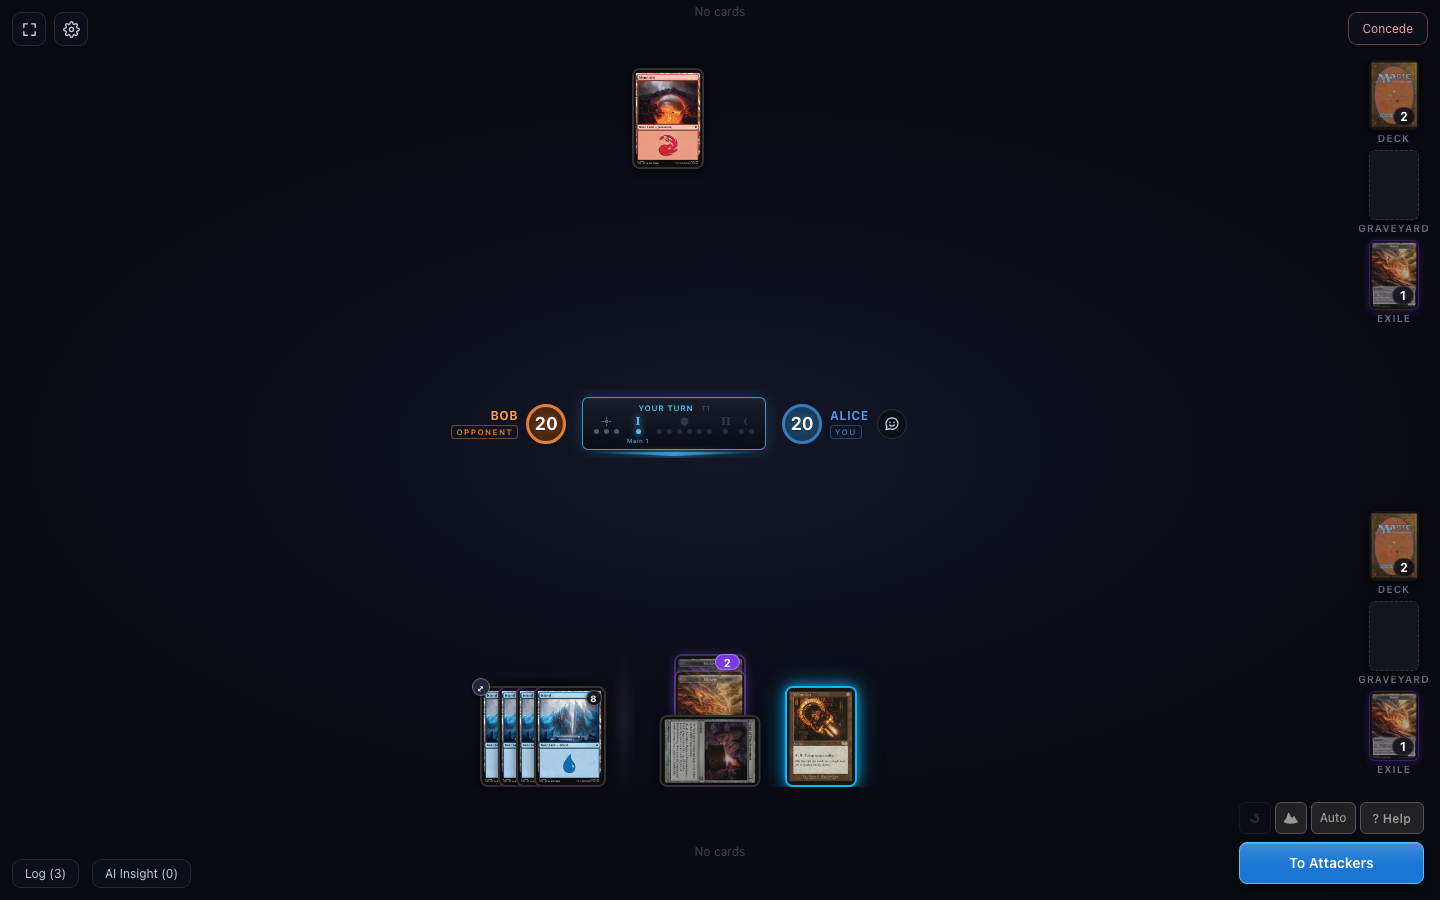 No cards
Concede
2
DECK
GRAVEYARD
1
EXILE
BOB
OPPONENT
20
YOUR TURN T1
I
II
Main 1
20
ALICE
YOU
2
DECK
GRAVEYARD
1
EXILE
2
8
Auto
? Help
To Attackers
No cards
Log (3)
AI Insight (0)